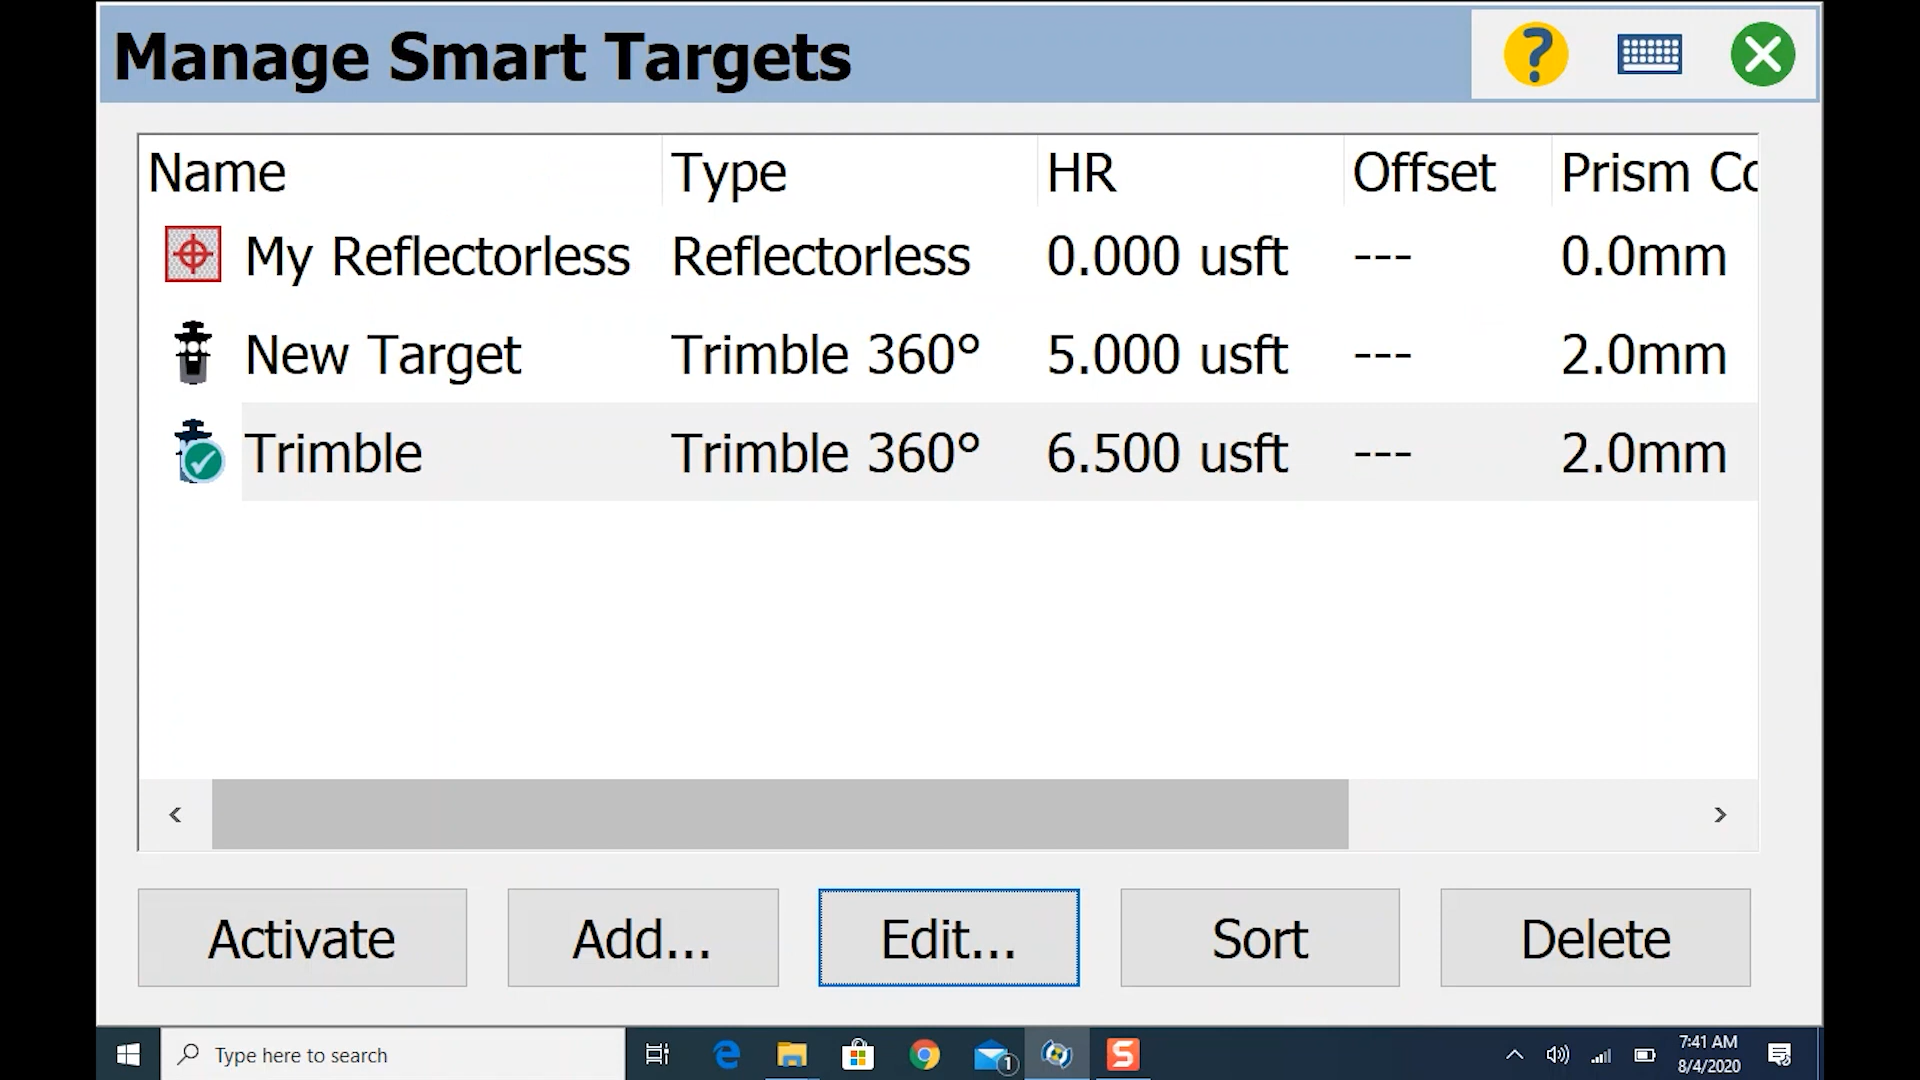 Manage Smart Targets
Name Type HR Offset Prism Co
My Reflectorless Reflectorless 0.000 usft --- 0.0mm
New Target Trimble 360° 5.000 usft --- 2.0mm
Trimble Trimble 360° 6.500 usft --- 2.0mm
Activate Add... Edit... Sort Delete
Type here to search
1
7:41 AM
8/4/2020